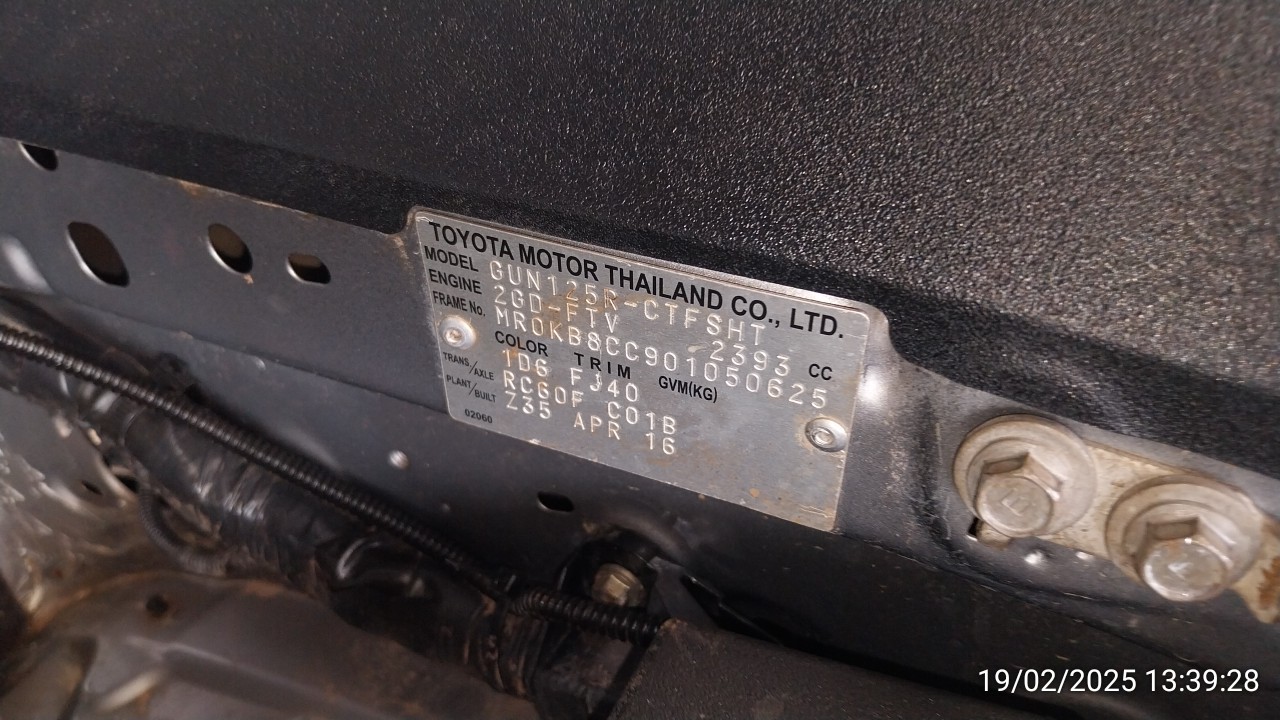 TOYOTA MOTOR THAILAND CO., LTD.
MODEL GUN125R-CTFSHT
ENGINE 2GD-FTV 2393 CC
FRAME No. MR0KB8CC901050625
COLOR TRIM GVM(KG)
1D6 FJ40
TRANS/AXLE RC60F C01B
PLANT/BUILT Z35 APR 16
02060
19/02/2025 13:39:28